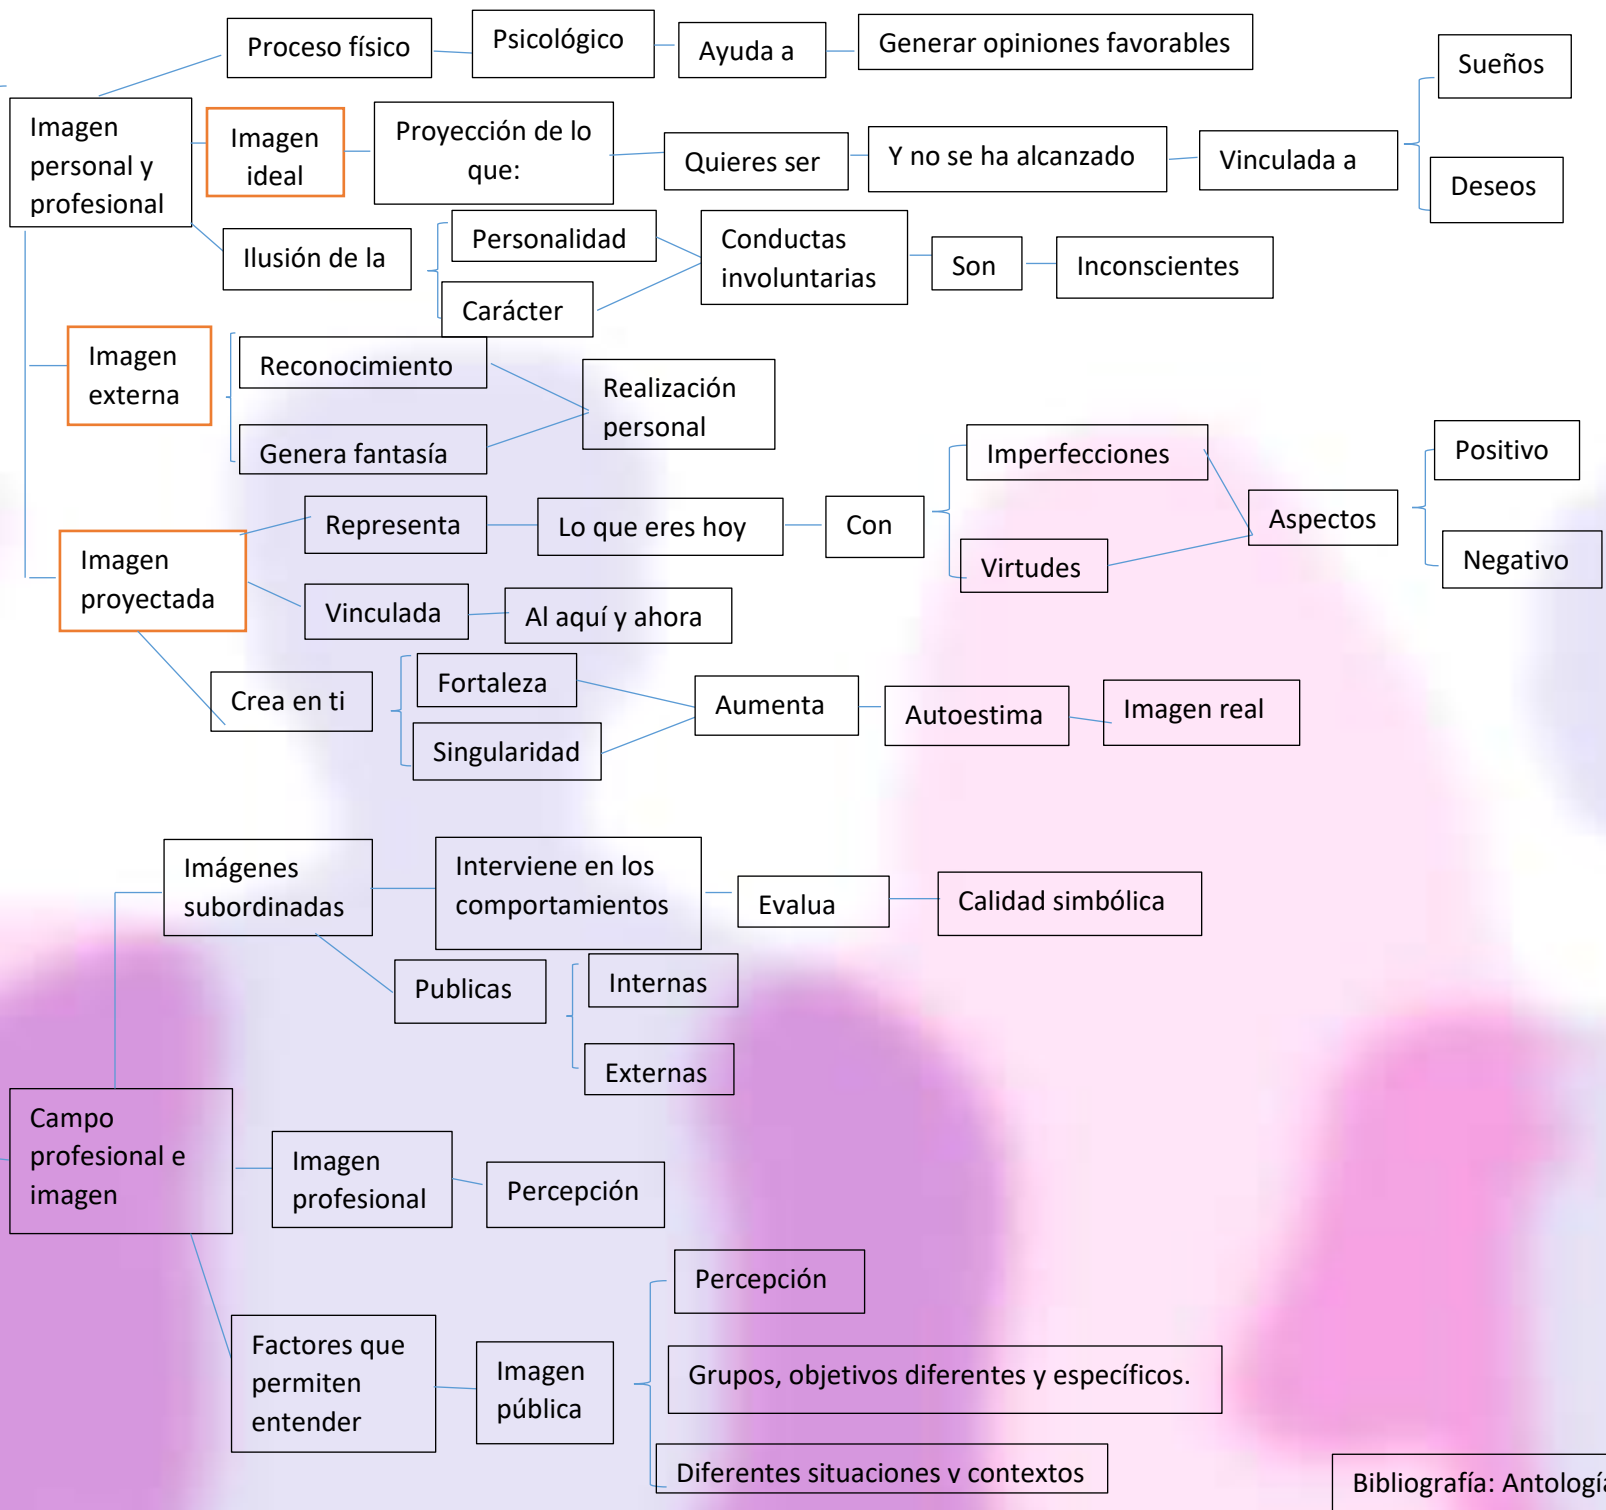 Proceso físico
Psicológico
Ayuda a
Generar opiniones favorables
Imagen
personal y
profesional
Imagen
ideal
Proyección de lo
que:
Quieres ser
Y no se ha alcanzado
Vinculada a
Sueños
Deseos
Ilusión de la
Personalidad
Carácter
Conductas
involuntarias
Son
Inconscientes
Imagen
externa
Reconocimiento
Genera fantasía
Realización
personal
Imagen
proyectada
Representa
Lo que eres hoy
Con
Imperfecciones
Virtudes
Aspectos
Positivo
Negativo
Vinculada
Al aquí y ahora
Crea en ti
Fortaleza
Singularidad
Aumenta
Autoestima
Imagen real
Imágenes
subordinadas
Interviene en los
comportamientos
Evalua
Calidad simbólica
Publicas
Internas
Externas
Campo
profesional e
imagen
Imagen
profesional
Percepción
Factores que
permiten
entender
Imagen
pública
Percepción
Grupos, objetivos diferentes y específicos.
Diferentes situaciones y contextos
Bibliografía: Antología